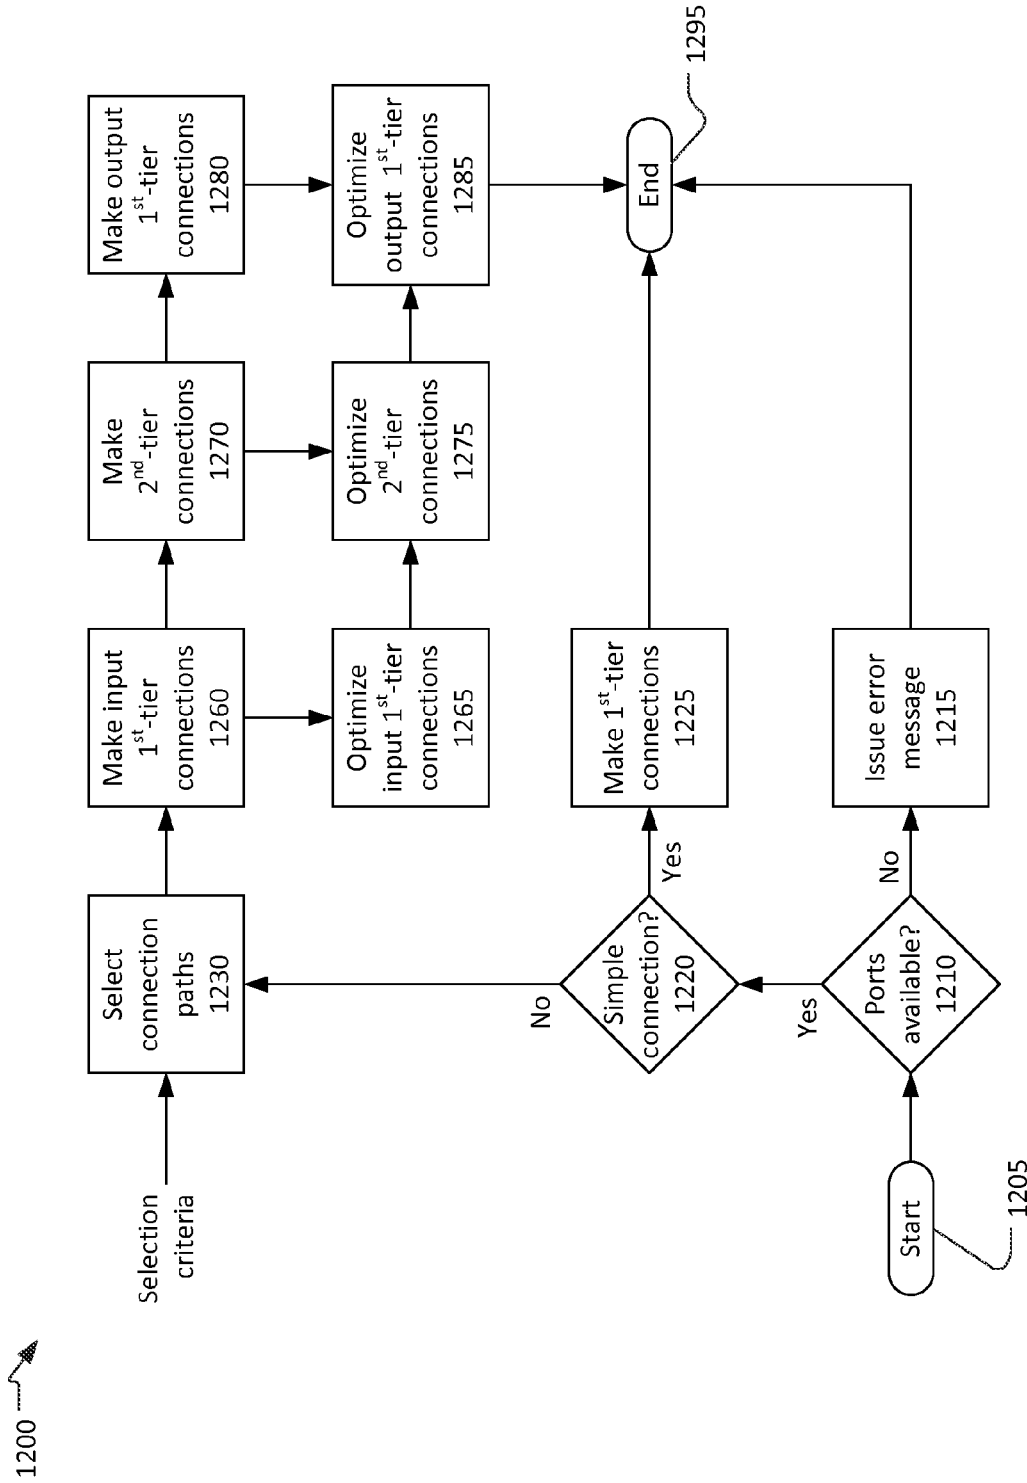 1200
Selection
criteria
Select
connection
paths
1230
Make input
1st-tier
connections
1260
Make
2nd-tier
connections
1270
Make output
1st-tier
connections
1280
Optimize
input 1st-tier
connections
1265
Optimize
2nd-tier
connections
1275
Optimize
output 1st-tier
connections
1285
No
Simple
connection?
1220
Yes
Make 1st-tier
connections
1225
End
1295
Yes
Start
1205
Ports
available?
1210
No
Issue error
message
1215